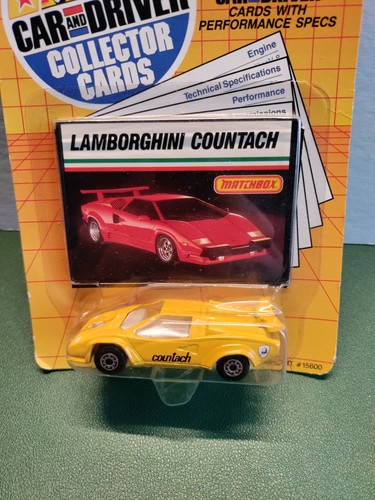 CAR AND DRIVER
COLLECTOR
CARDS
CARDS WITH
PERFORMANCE SPECS
Engine
Technical Specifications
Performance
LAMBORGHINI COUNTACH
MATCHBOX
countach
#15600